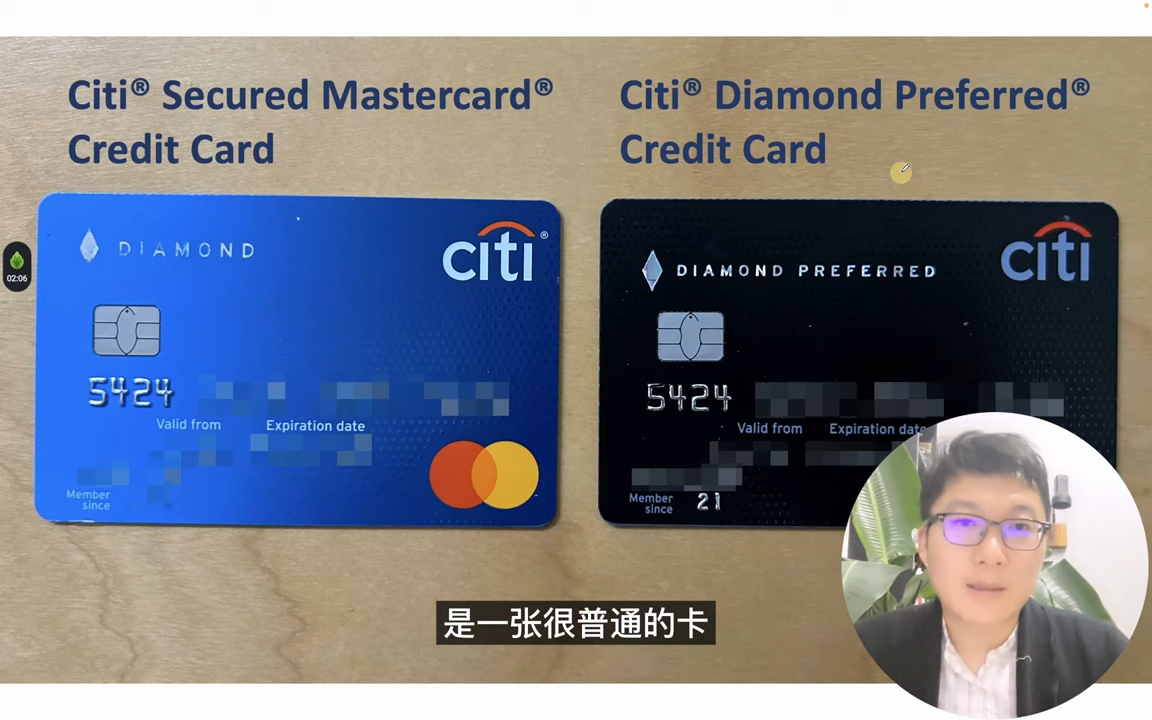 Citi® Secured Mastercard®
Credit Card
Citi® Diamond Preferred®
Credit Card
DIAMOND
citi®
5424
Valid from Expiration date
Member
since
DIAMOND PREFERRED
citi
5424
Valid from Expiration date
Member
since 21
02:06
是一张很普通的卡